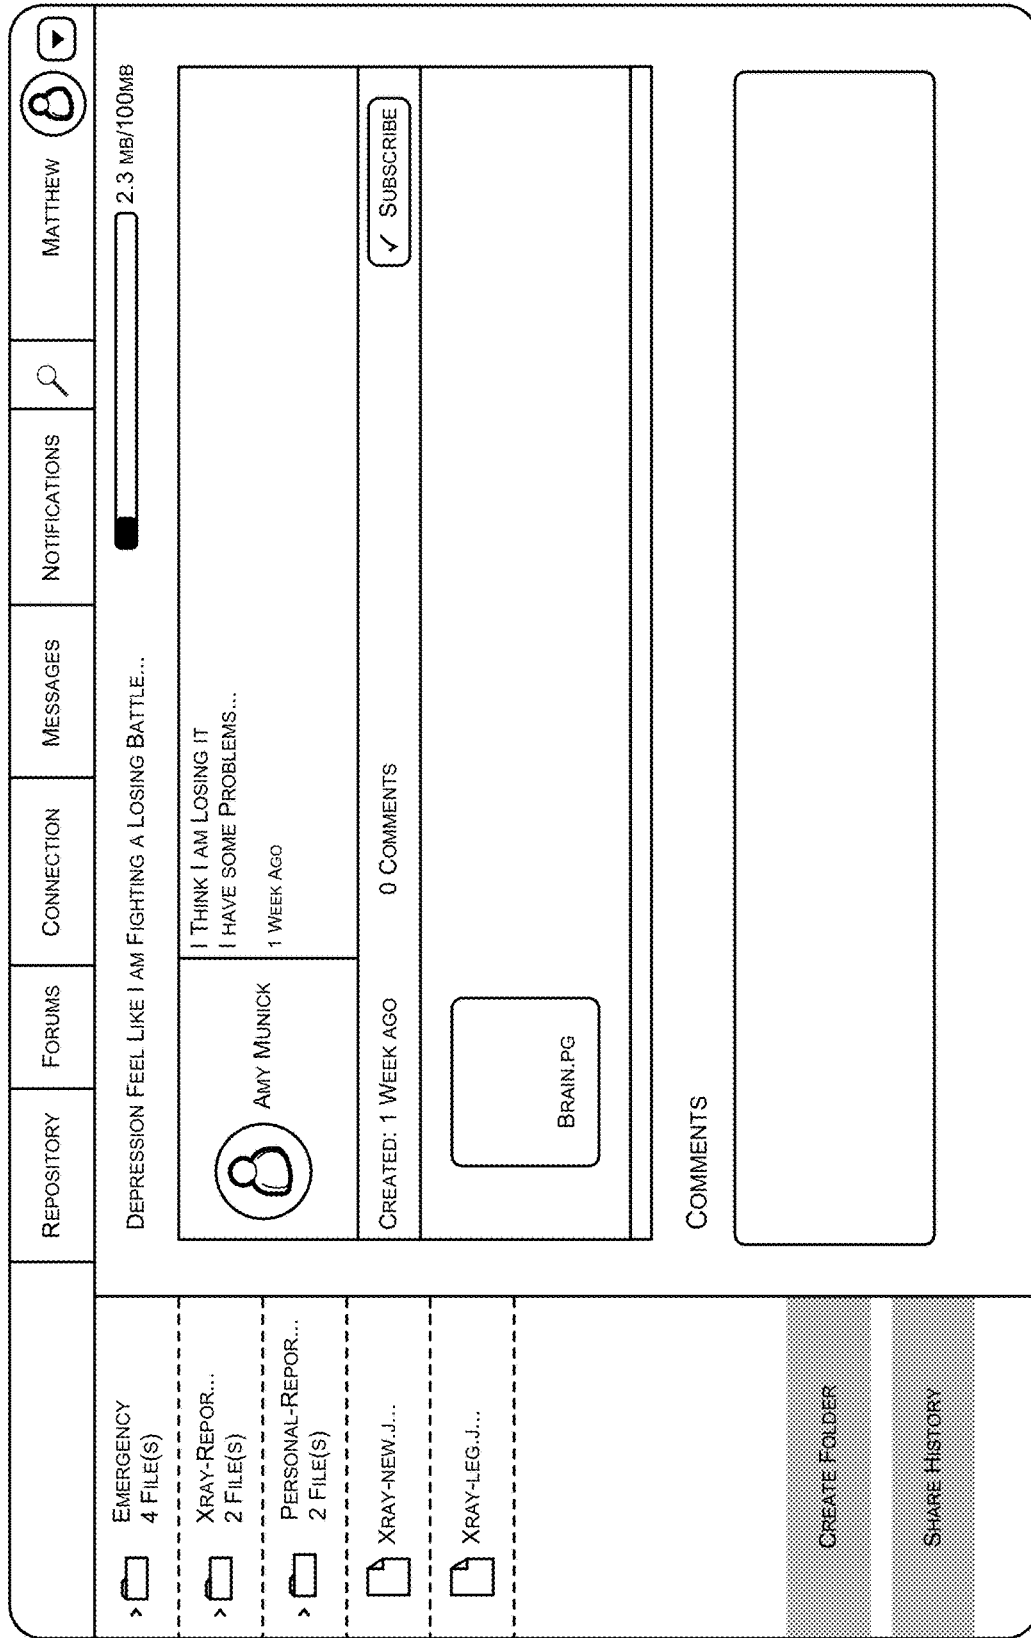 Repository
Forums
Connection
Messages
Notifications
Matthew
Emergency
4 File(s)
Xray-Repor...
2 File(s)
Personal-Repor...
2 File(s)
Xray-new.j...
Xray-leg.j...
Create Folder
Share History
Depression Feel Like I am Fighting a Losing Battle...
2.3 mb/100mb
Amy Munick
I Think I am Losing it
I have some Problems...
1 Week Ago
Created: 1 Week ago
0 Comments
✓ Subscribe
Brain.pg
Comments